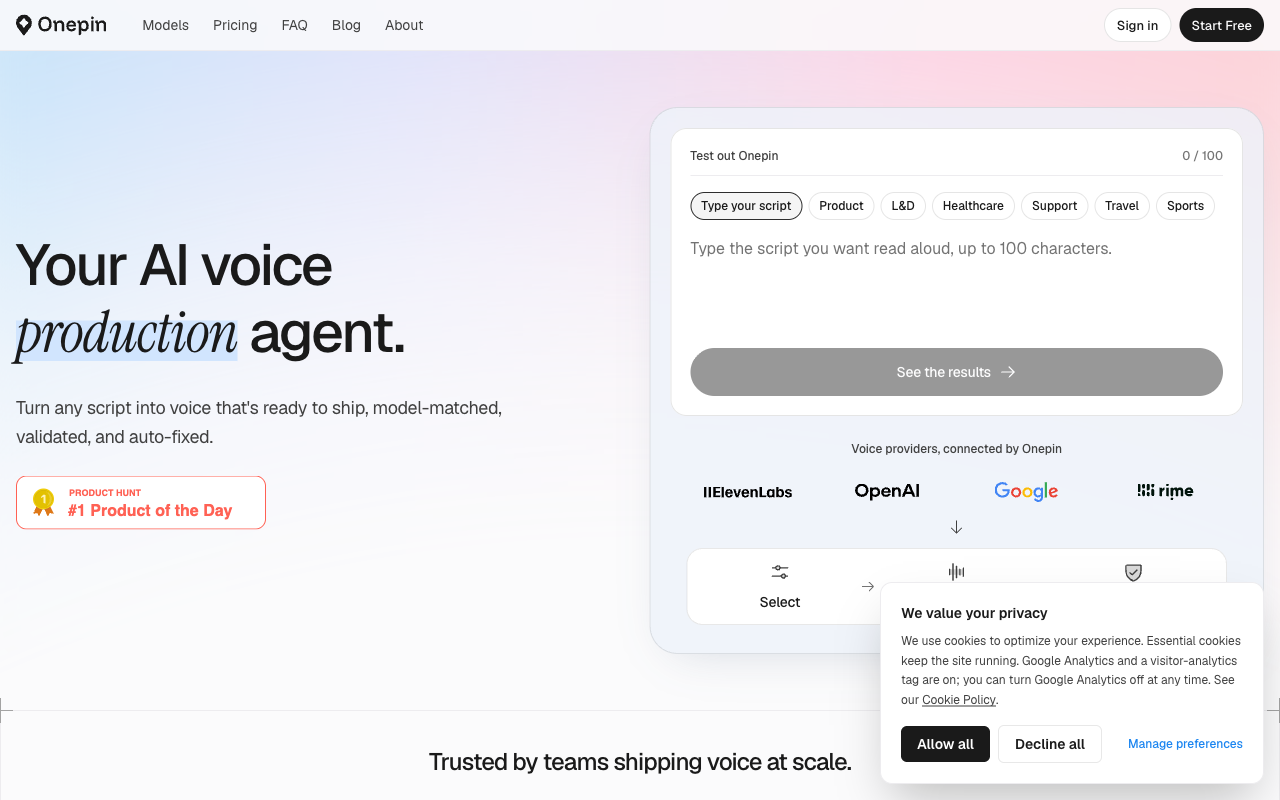 Onepin
Models
Pricing
FAQ
Blog
About
Sign in
Start Free
Your AI voice
production agent.
Turn any script into voice that's ready to ship, model-matched,
validated, and auto-fixed.
1
PRODUCT HUNT
#1 Product of the Day
Test out Onepin
0 / 100
Type your script
Product
L&D
Healthcare
Support
Travel
Sports
Type the script you want read aloud, up to 100 characters.
See the results
Voice providers, connected by Onepin
IIElevenLabs
OpenAI
Google
rime
Select
We value your privacy
We use cookies to optimize your experience. Essential cookies
keep the site running. Google Analytics and a visitor-analytics
tag are on; you can turn Google Analytics off at any time. See
our Cookie Policy.
Allow all
Decline all
Manage preferences
Trusted by teams shipping voice at scale.